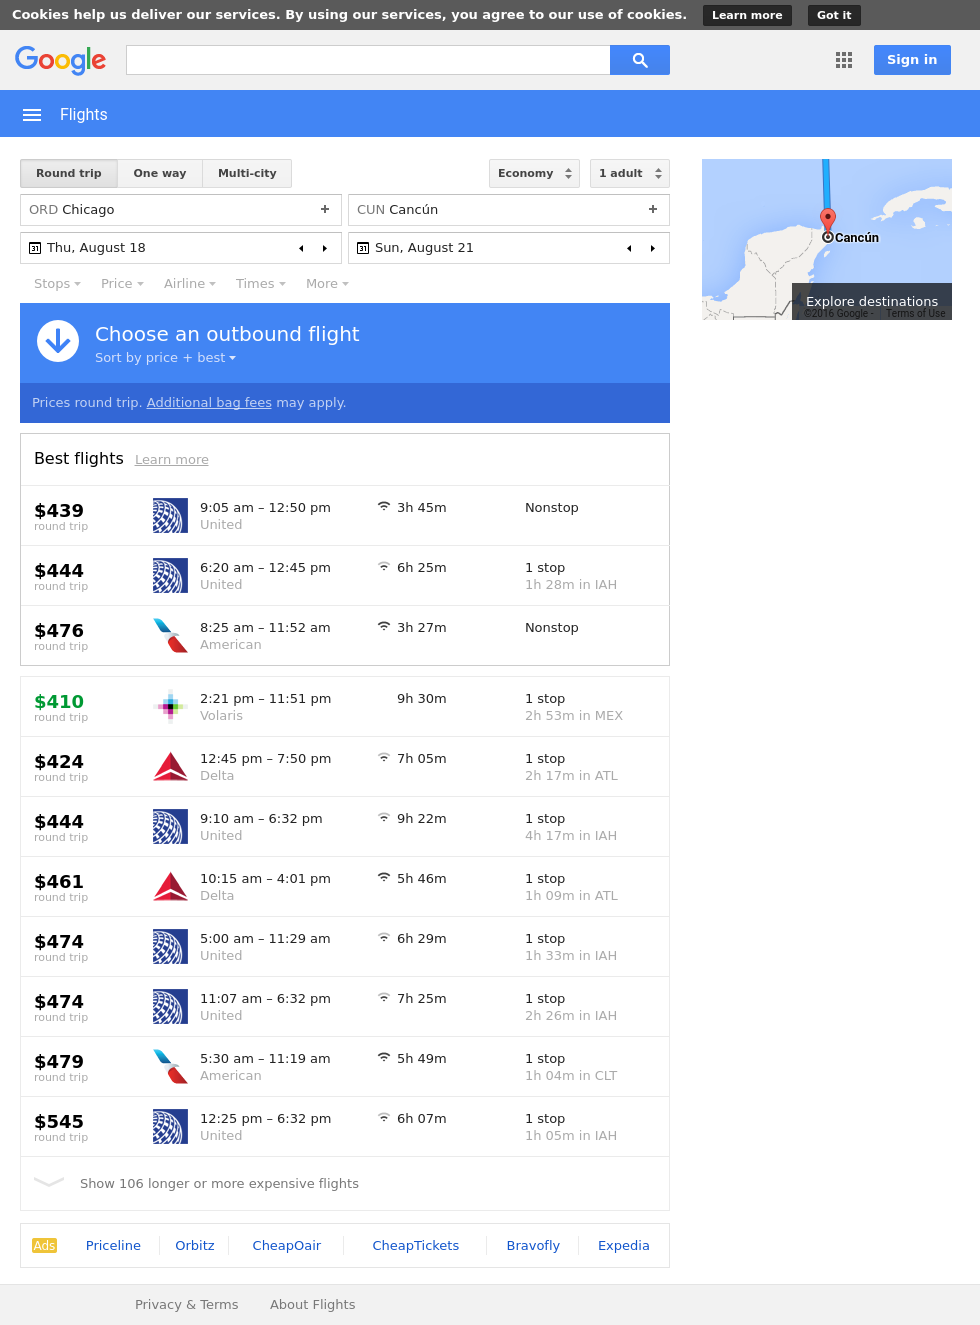 Cookies help us deliver our services. By using our services, you agree to our use of cookies. Learn more Got it
Google Sign in
Flights
Round trip One way Multi-city Economy 1 adult
ORD Chicago + CUN Cancún +
31 Thu, August 18 31 Sun, August 21
Cancún
Explore destinations
©2016 Google - Terms of Use
Stops Price Airline Times More
Choose an outbound flight
Sort by price + best
Prices round trip. Additional bag fees may apply.
Best flights Learn more
$439 9:05 am – 12:50 pm 3h 45m Nonstop
round trip United
$444 6:20 am – 12:45 pm 6h 25m 1 stop
round trip United 1h 28m in IAH
$476 8:25 am – 11:52 am 3h 27m Nonstop
round trip American
$410 2:21 pm – 11:51 pm 9h 30m 1 stop
round trip Volaris 2h 53m in MEX
$424 12:45 pm – 7:50 pm 7h 05m 1 stop
round trip Delta 2h 17m in ATL
$444 9:10 am – 6:32 pm 9h 22m 1 stop
round trip United 4h 17m in IAH
$461 10:15 am – 4:01 pm 5h 46m 1 stop
round trip Delta 1h 09m in ATL
$474 5:00 am – 11:29 am 6h 29m 1 stop
round trip United 1h 33m in IAH
$474 11:07 am – 6:32 pm 7h 25m 1 stop
round trip United 2h 26m in IAH
$479 5:30 am – 11:19 am 5h 49m 1 stop
round trip American 1h 04m in CLT
$545 12:25 pm – 6:32 pm 6h 07m 1 stop
round trip United 1h 05m in IAH
Show 106 longer or more expensive flights
Ads Priceline Orbitz CheapOair CheapTickets Bravofly Expedia
Privacy & Terms About Flights